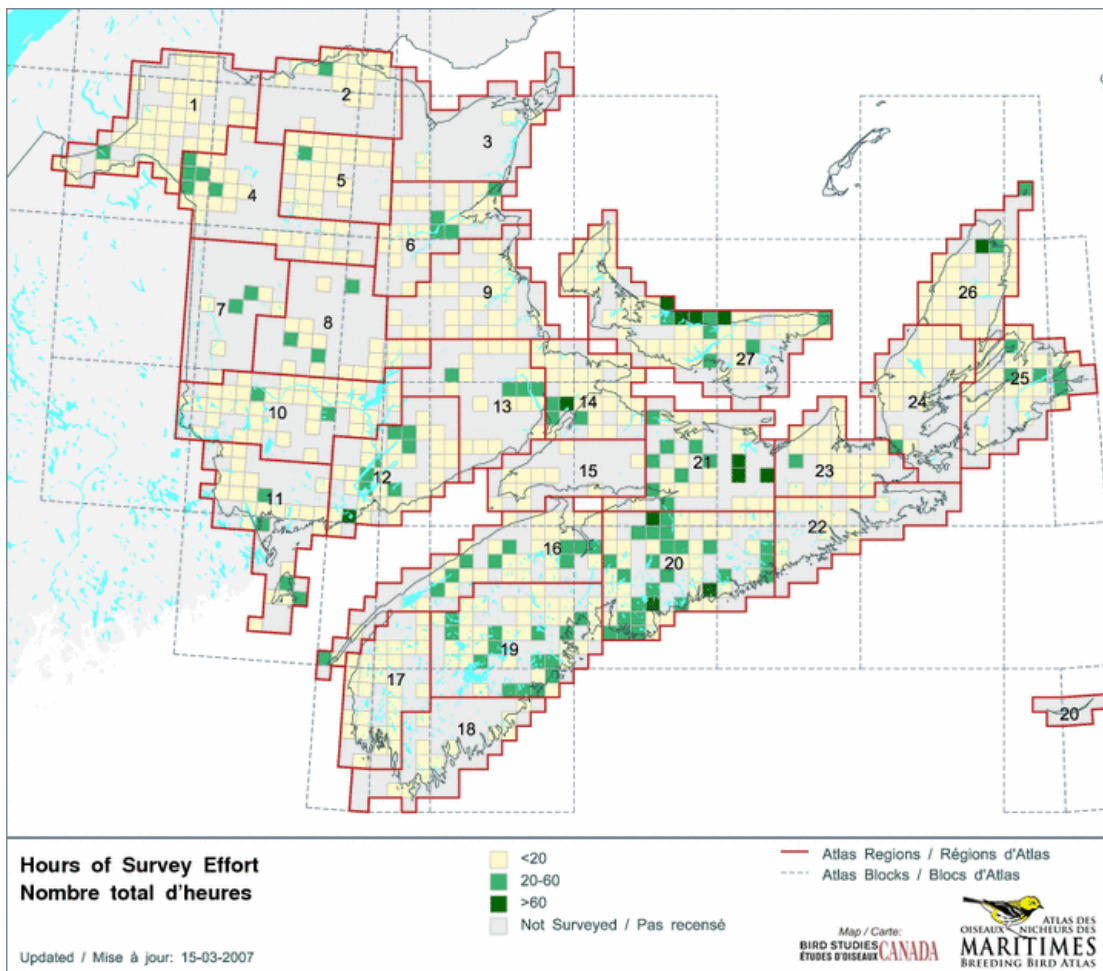 1
2
3
4
5
6
7
8
9
10
11
12
13
14
15
16
17
18
19
20
21
22
23
24
25
26
27
20
Hours of Survey Effort
Nombre total d'heures
Updated / Mise à jour: 15-03-2007
<20
20-60
>60
Not Surveyed / Pas recensé
Atlas Regions / Régions d'Atlas
Atlas Blocks / Blocs d'Atlas
Map / Carte:
BIRD STUDIES
ÉTUDES D'OISEAUX CANADA
ATLAS DES
OISEAUX NICHEURS DES
MARITIMES
BREEDING BIRD ATLAS